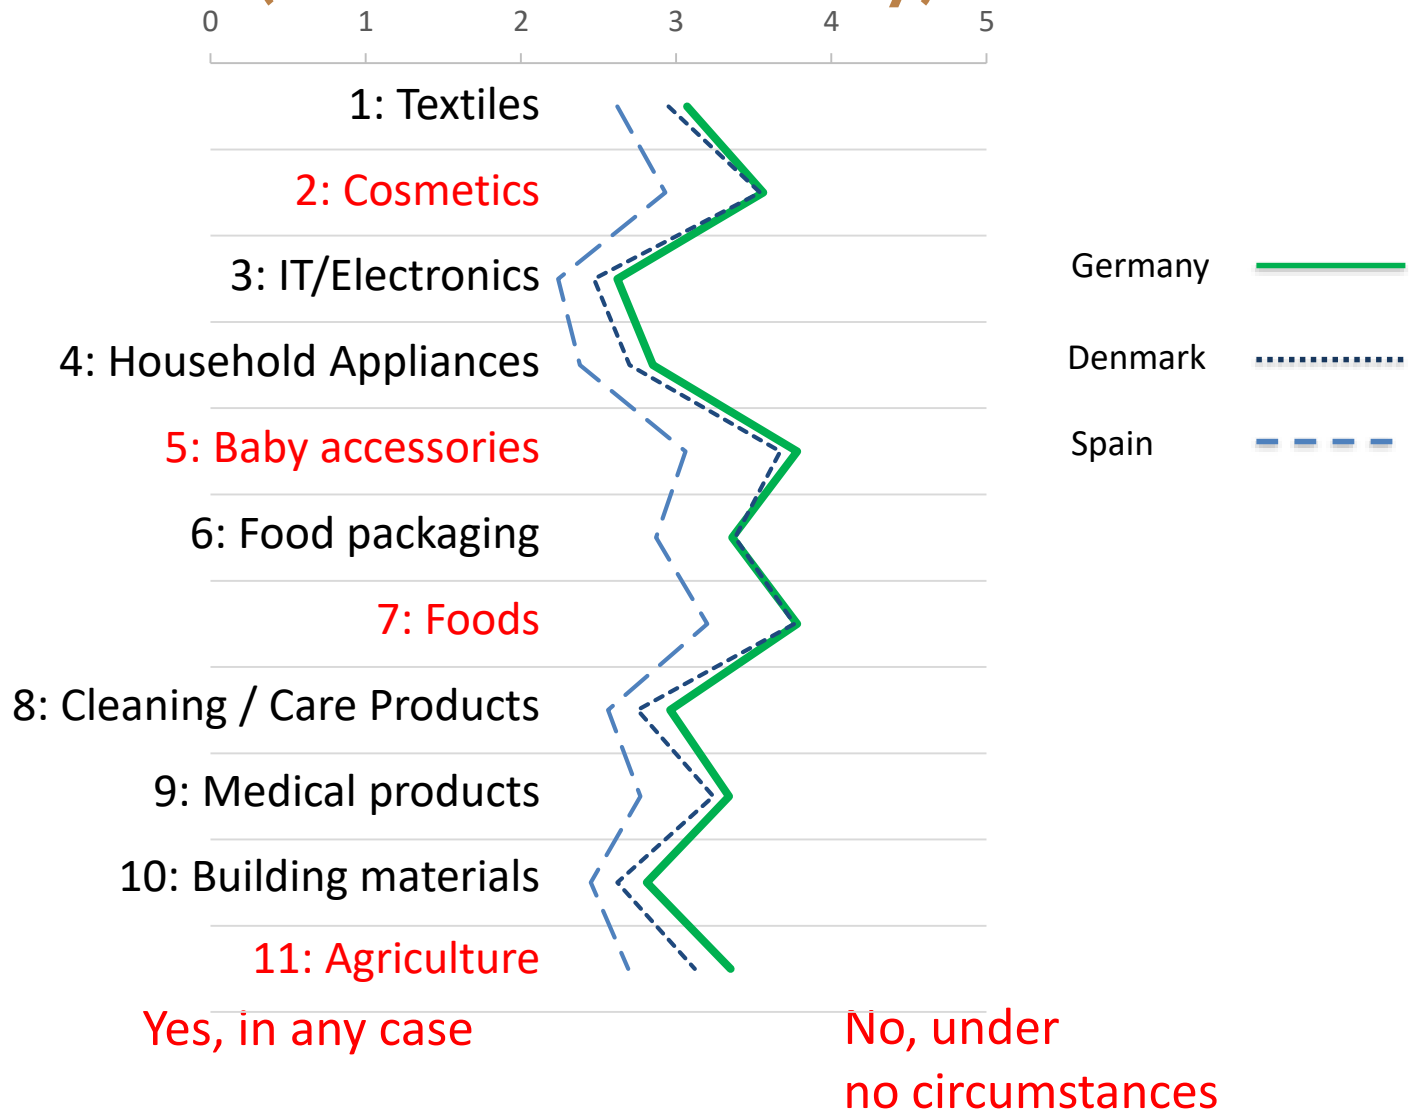 0 1 2 3 4 5
1: Textiles
2: Cosmetics
3: IT/Electronics
4: Household Appliances
5: Baby accessories
6: Food packaging
7: Foods
8: Cleaning / Care Products
9: Medical products
10: Building materials
11: Agriculture
Germany
Denmark
Spain
Yes, in any case
No, under
no circumstances